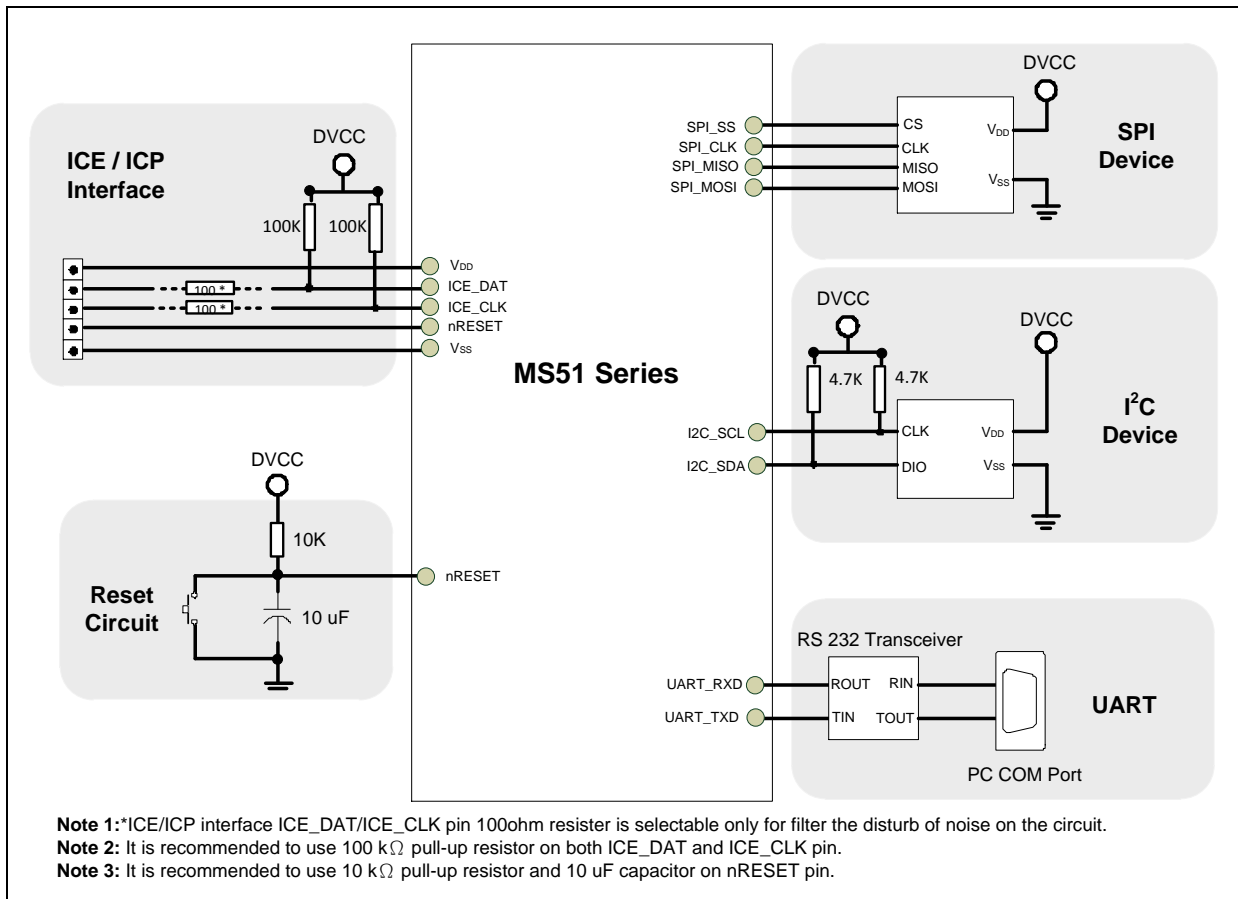 ICE / ICP
Interface
DVCC
100K
100K
100 *
100 *
VDD
ICE_DAT
ICE_CLK
nRESET
VSS
DVCC
10K
10 uF
Reset
Circuit
nRESET
MS51 Series
SPI_SS
SPI_CLK
SPI_MISO
SPI_MOSI
CS
CLK
MISO
MOSI
VDD
VSS
DVCC
SPI
Device
I2C_SCL
I2C_SDA
DVCC
4.7K
4.7K
CLK
DIO
VDD
VSS
DVCC
I²C
Device
UART_RXD
UART_TXD
RS 232 Transceiver
ROUT
RIN
TIN
TOUT
PC COM Port
UART
Note 1:*ICE/ICP interface ICE_DAT/ICE_CLK pin 100ohm resister is selectable only for filter the disturb of noise on the circuit.
Note 2: It is recommended to use 100 kΩ pull-up resistor on both ICE_DAT and ICE_CLK pin.
Note 3: It is recommended to use 10 kΩ pull-up resistor and 10 uF capacitor on nRESET pin.